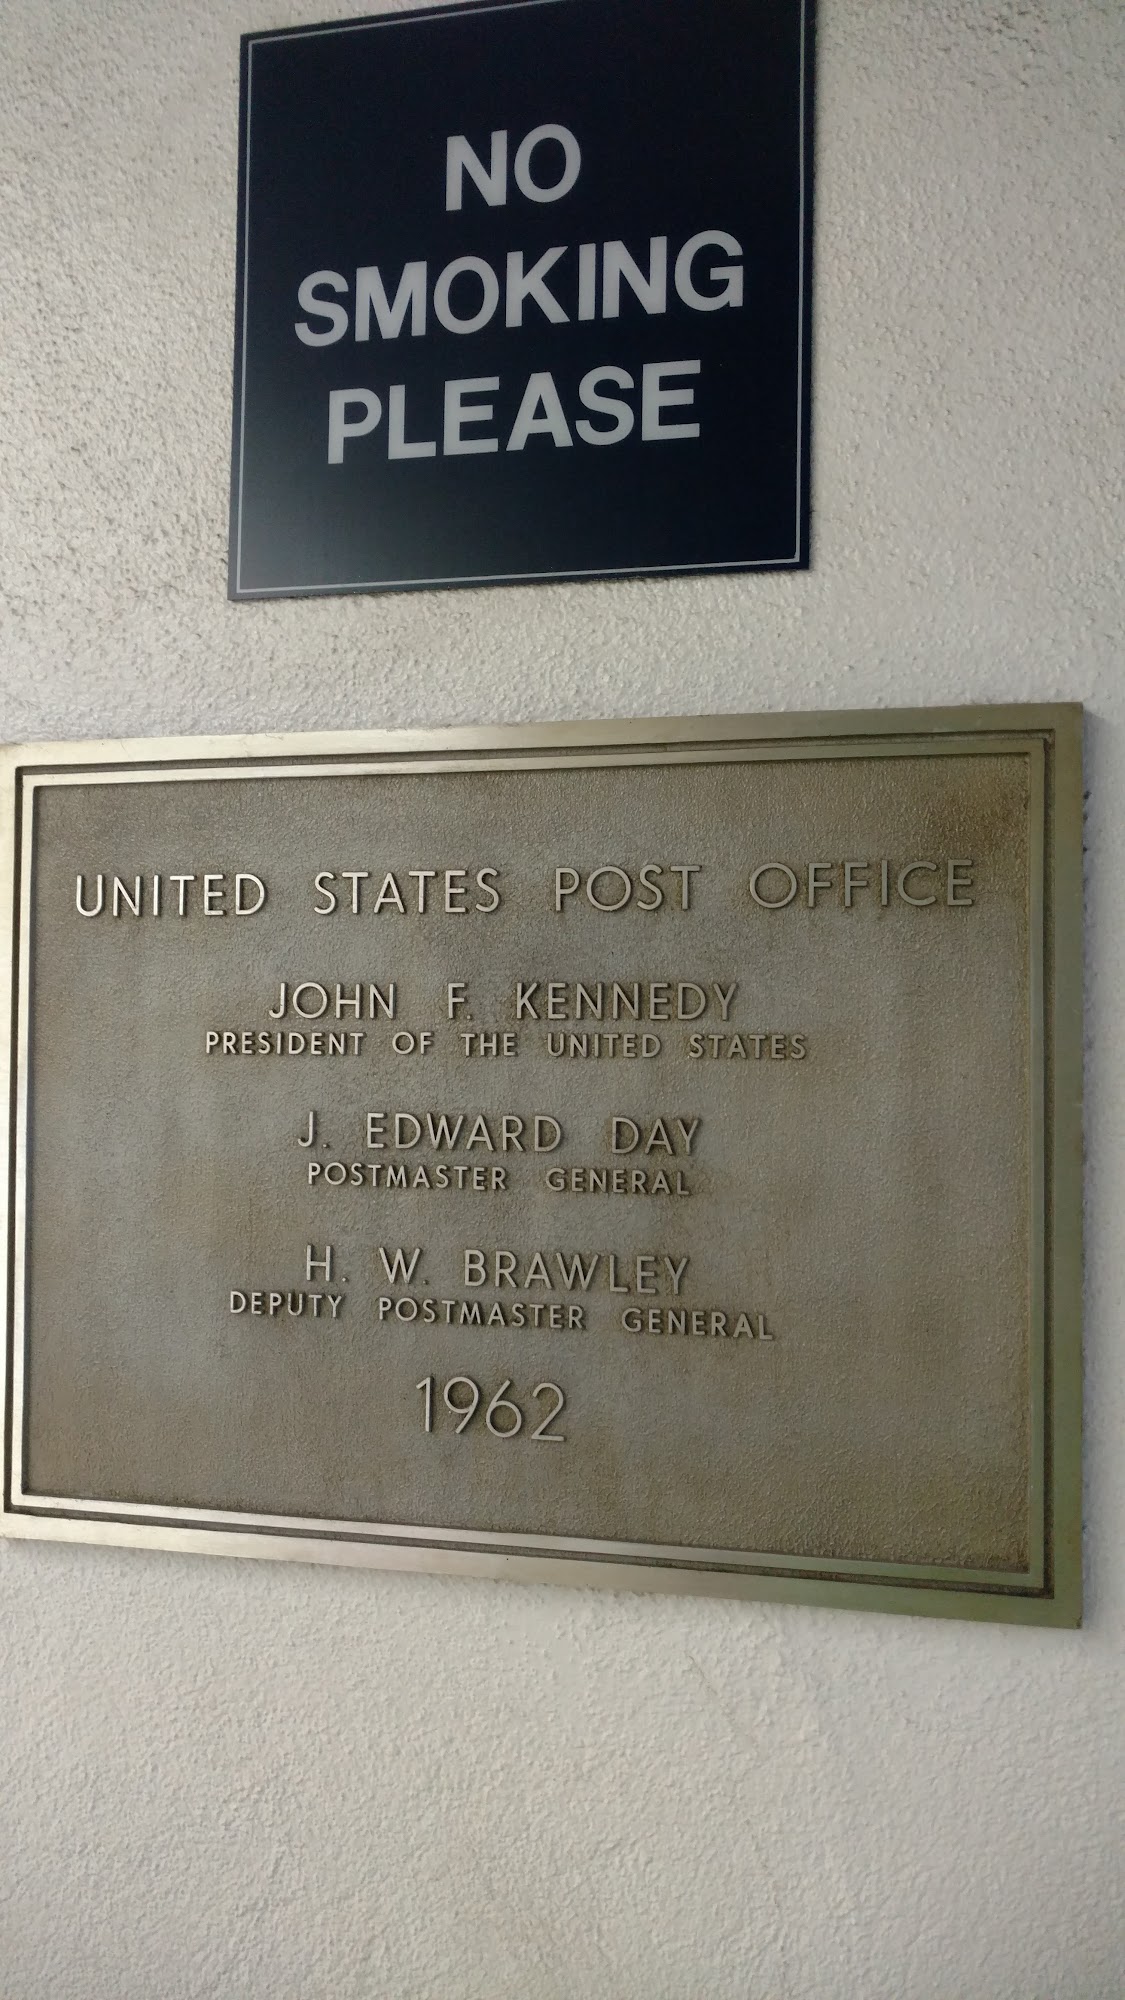 NO
SMOKING
PLEASE
UNITED STATES POST OFFICE
JOHN F. KENNEDY
PRESIDENT OF THE UNITED STATES
J. EDWARD DAY
POSTMASTER GENERAL
H. W. BRAWLEY
DEPUTY POSTMASTER GENERAL
1962